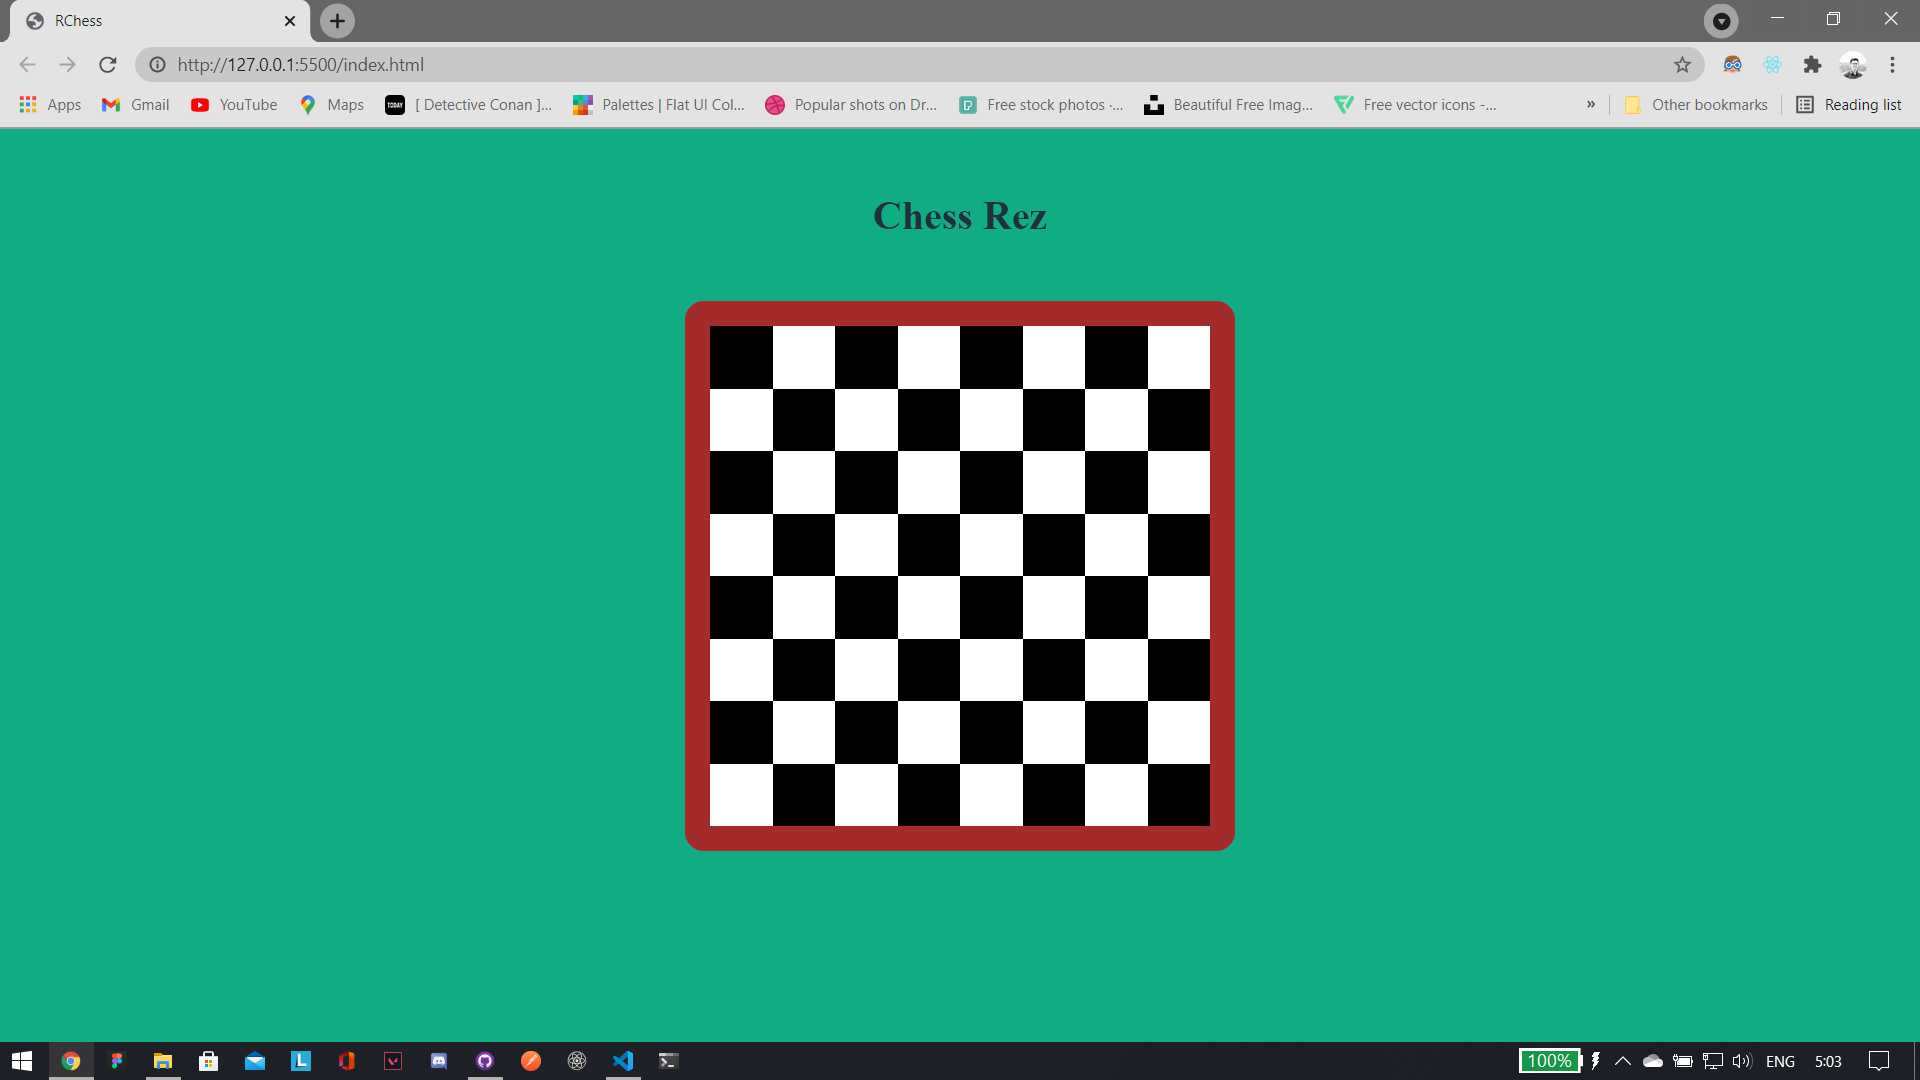 RChess
http://127.0.0.1:5500/index.html
Apps Gmail YouTube Maps TODAY [ Detective Conan ]... Palettes | Flat UI Col... Popular shots on Dr... Free stock photos ·... Beautiful Free Imag... Free vector icons -... » Other bookmarks Reading list
Chess Rez
L 100% ENG 5:03